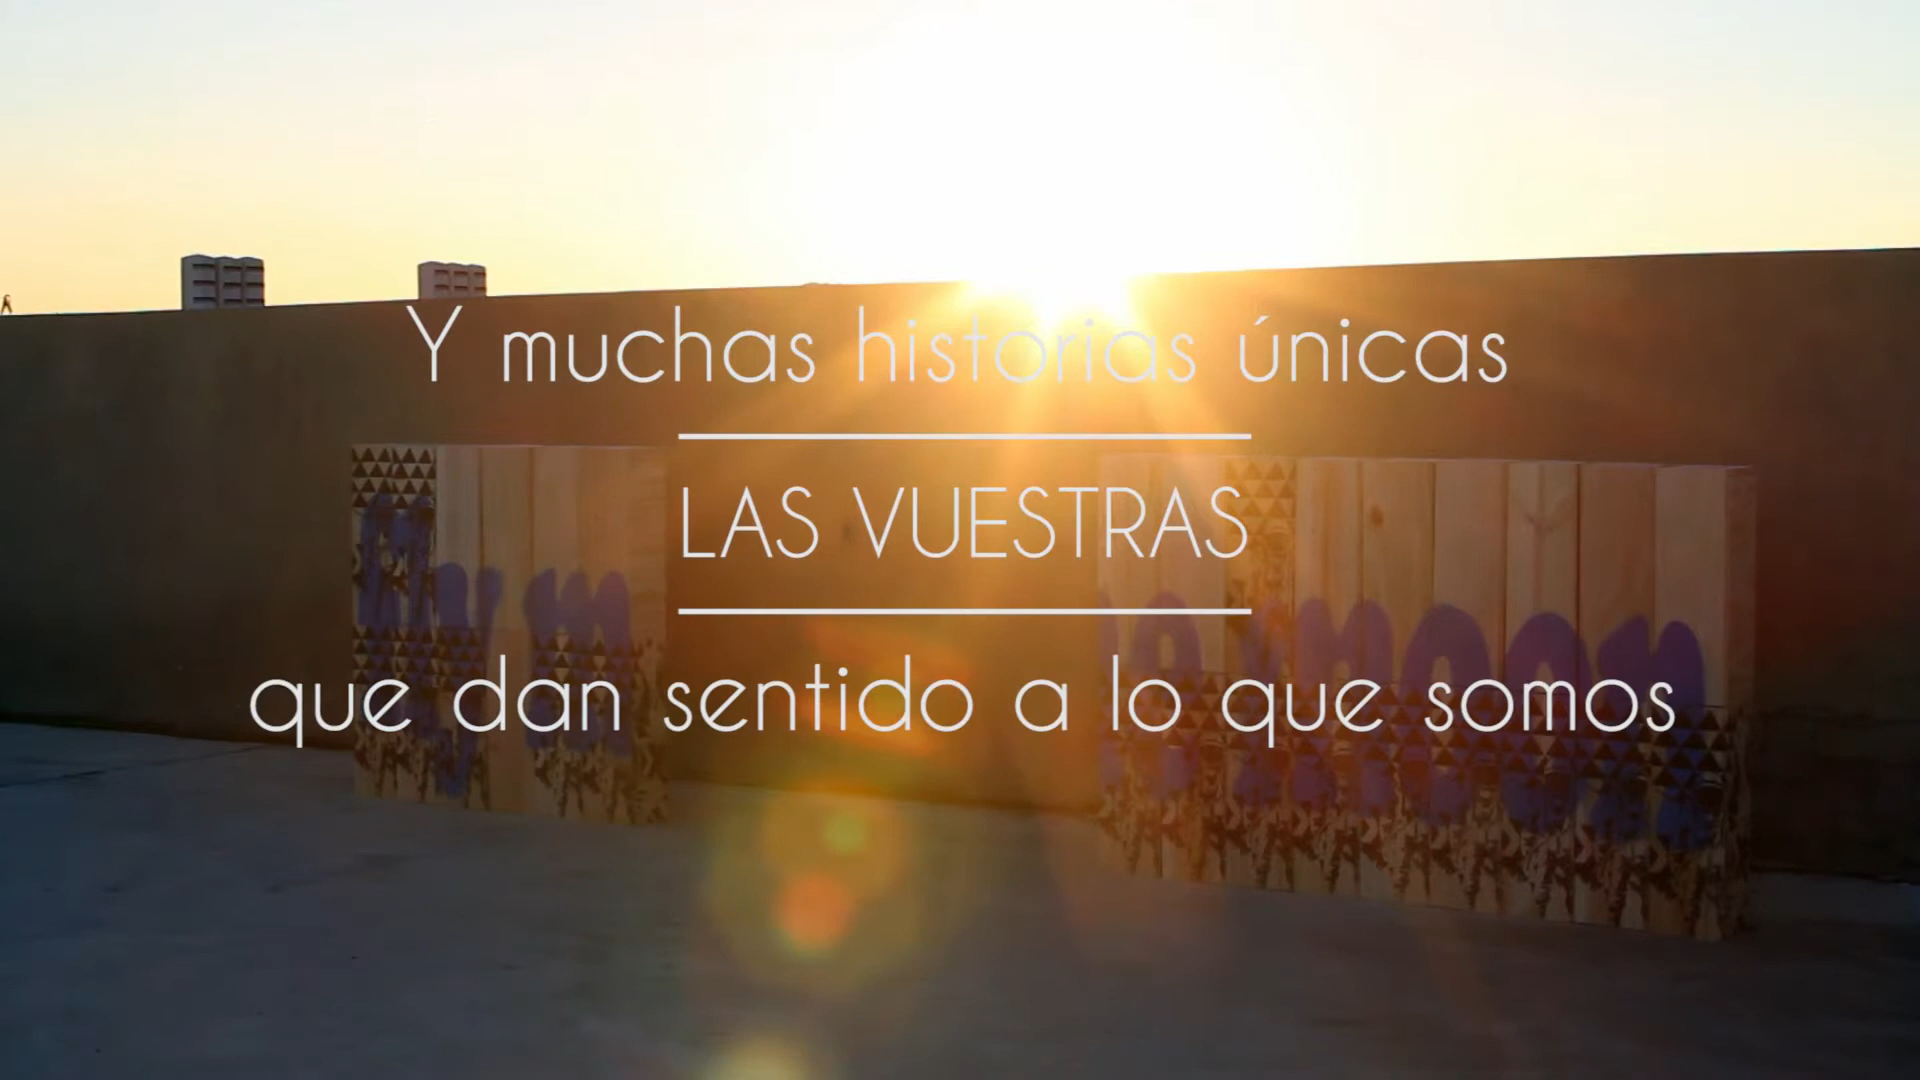 Y muchas historias únicas
LAS VUESTRAS
que dan sentido a lo que somos